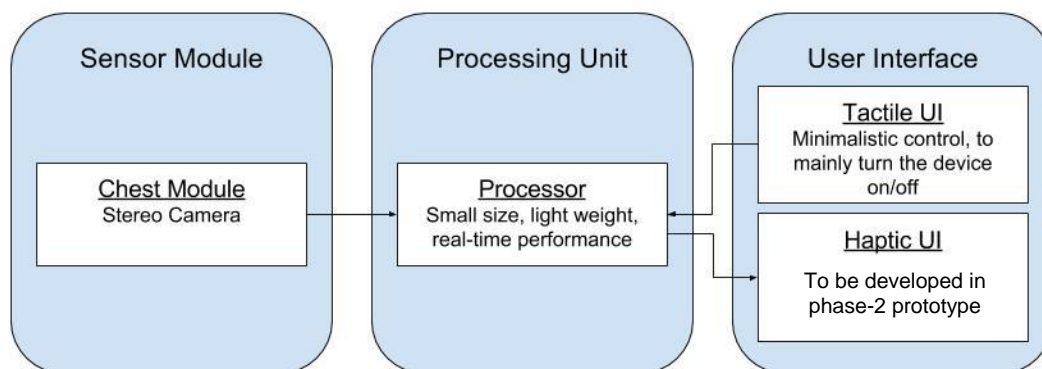 Sensor Module
Chest Module
Stereo Camera
Processing Unit
Processor
Small size, light weight,
real-time performance
User Interface
Tactile UI
Minimalistic control, to
mainly turn the device
on/off
Haptic UI
To be developed in
phase-2 prototype